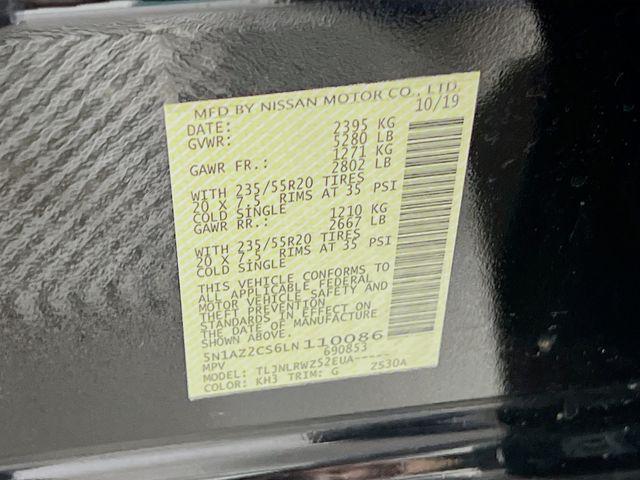 MFD BY NISSAN MOTOR CO., LTD.
DATE: 10/19
GVWR: 2395 KG
5280 LB
GAWR FR.: 1271 KG
2802 LB
WITH 235/55R20 TIRES
20 X 7.5 RIMS AT 35 PSI
COLD SINGLE
GAWR RR.: 1210 KG
2667 LB
WITH 235/55R20 TIRES
20 X 7.5 RIMS AT 35 PSI
COLD SINGLE
THIS VEHICLE CONFORMS TO
ALL APPLICABLE FEDERAL
MOTOR VEHICLE SAFETY AND
THEFT PREVENTION
STANDARDS IN EFFECT ON
THE DATE OF MANUFACTURE
SHOWN ABOVE.
5N1AZ2CS6LN110086
MPV 690853
MODEL: TLJNLRWZ52EUA-----
COLOR: KH3 TRIM: G Z530A